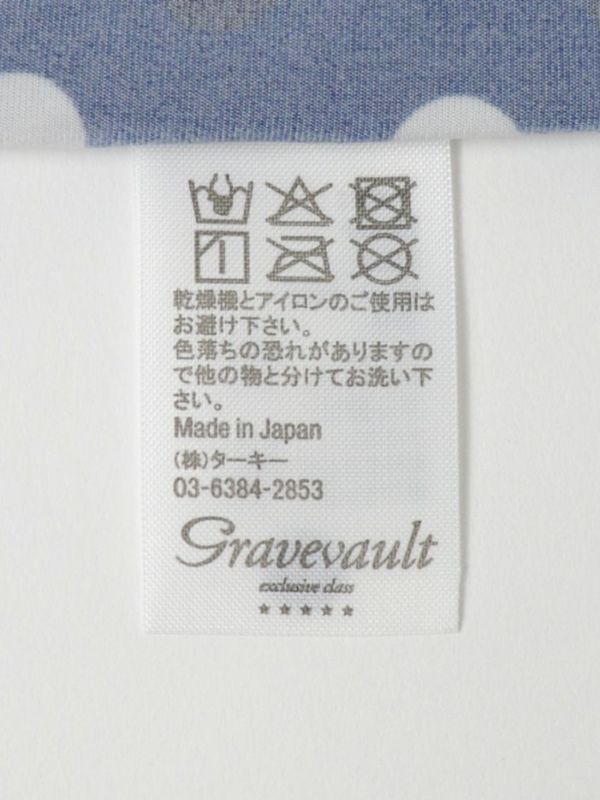 乾燥機とアイロンのご使用は
お避け下さい。
色落ちの恐れがありますの
で他の物と分けてお洗い下
さい。
Made in Japan
(株)ターキー
03-6384-2853
Gravevault
exclusive class